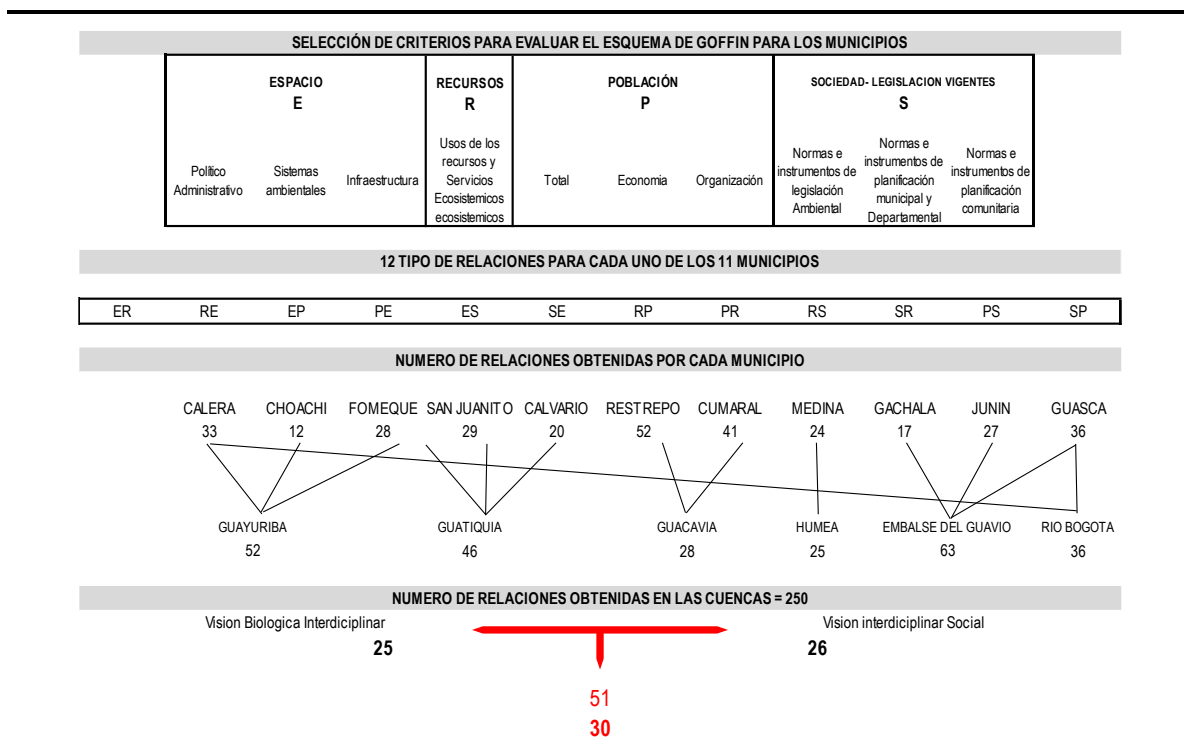 SELECCIÓN DE CRITERIOS PARA EVALUAR EL ESQUEMA DE GOFFIN PARA LOS MUNICIPIOS
ESPACIO
E
RECURSOS
R
POBLACIÓN
P
SOCIEDAD- LEGISLACION VIGENTES
S
Político
Administrativo
Sistemas
ambientales
Infraestructura
Usos de los
recursos y
Servicios
Ecosistemicos
ecosistemicos
Total
Economia
Organización
Normas e
instrumentos de
legislación
Ambiental
Normas e
instrumentos de
planificación
municipal y
Departamental
Normas e
instrumentos de
planificación
comunitaria
12 TIPO DE RELACIONES PARA CADA UNO DE LOS 11 MUNICIPIOS
ER RE EP PE ES SE RP PR RS SR PS SP
NUMERO DE RELACIONES OBTENIDAS POR CADA MUNICIPIO
CALERA CHOACHI FOMEQUE SAN JUANITO CALVARIO RESTREPO CUMARAL MEDINA GACHALA JUNIN GUASCA
33 12 28 29 20 52 41 24 17 27 36
GUAYURIBA GUATIQUIA GUACAVIA HUMEA EMBALSE DEL GUAVIO RIO BOGOTA
52 46 28 25 63 36
NUMERO DE RELACIONES OBTENIDAS EN LAS CUENCAS = 250
Vision Biologica Interdiciplinar Vision interdiciplinar Social
25 26
51
30